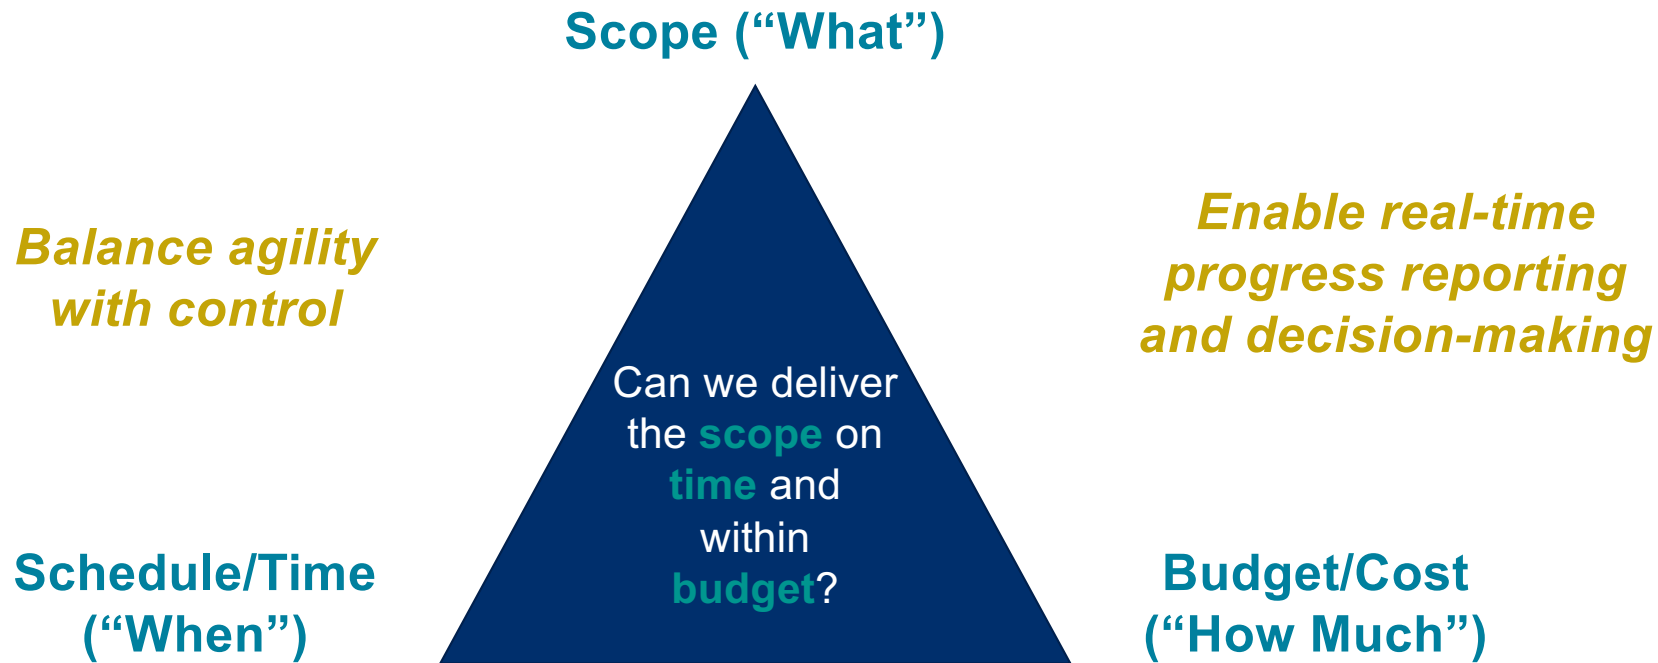 Scope (“What”)
Balance agility
with control
Enable real-time
progress reporting
and decision-making
Can we deliver
the scope on
time and
within
budget?
Schedule/Time
(“When”)
Budget/Cost
(“How Much”)